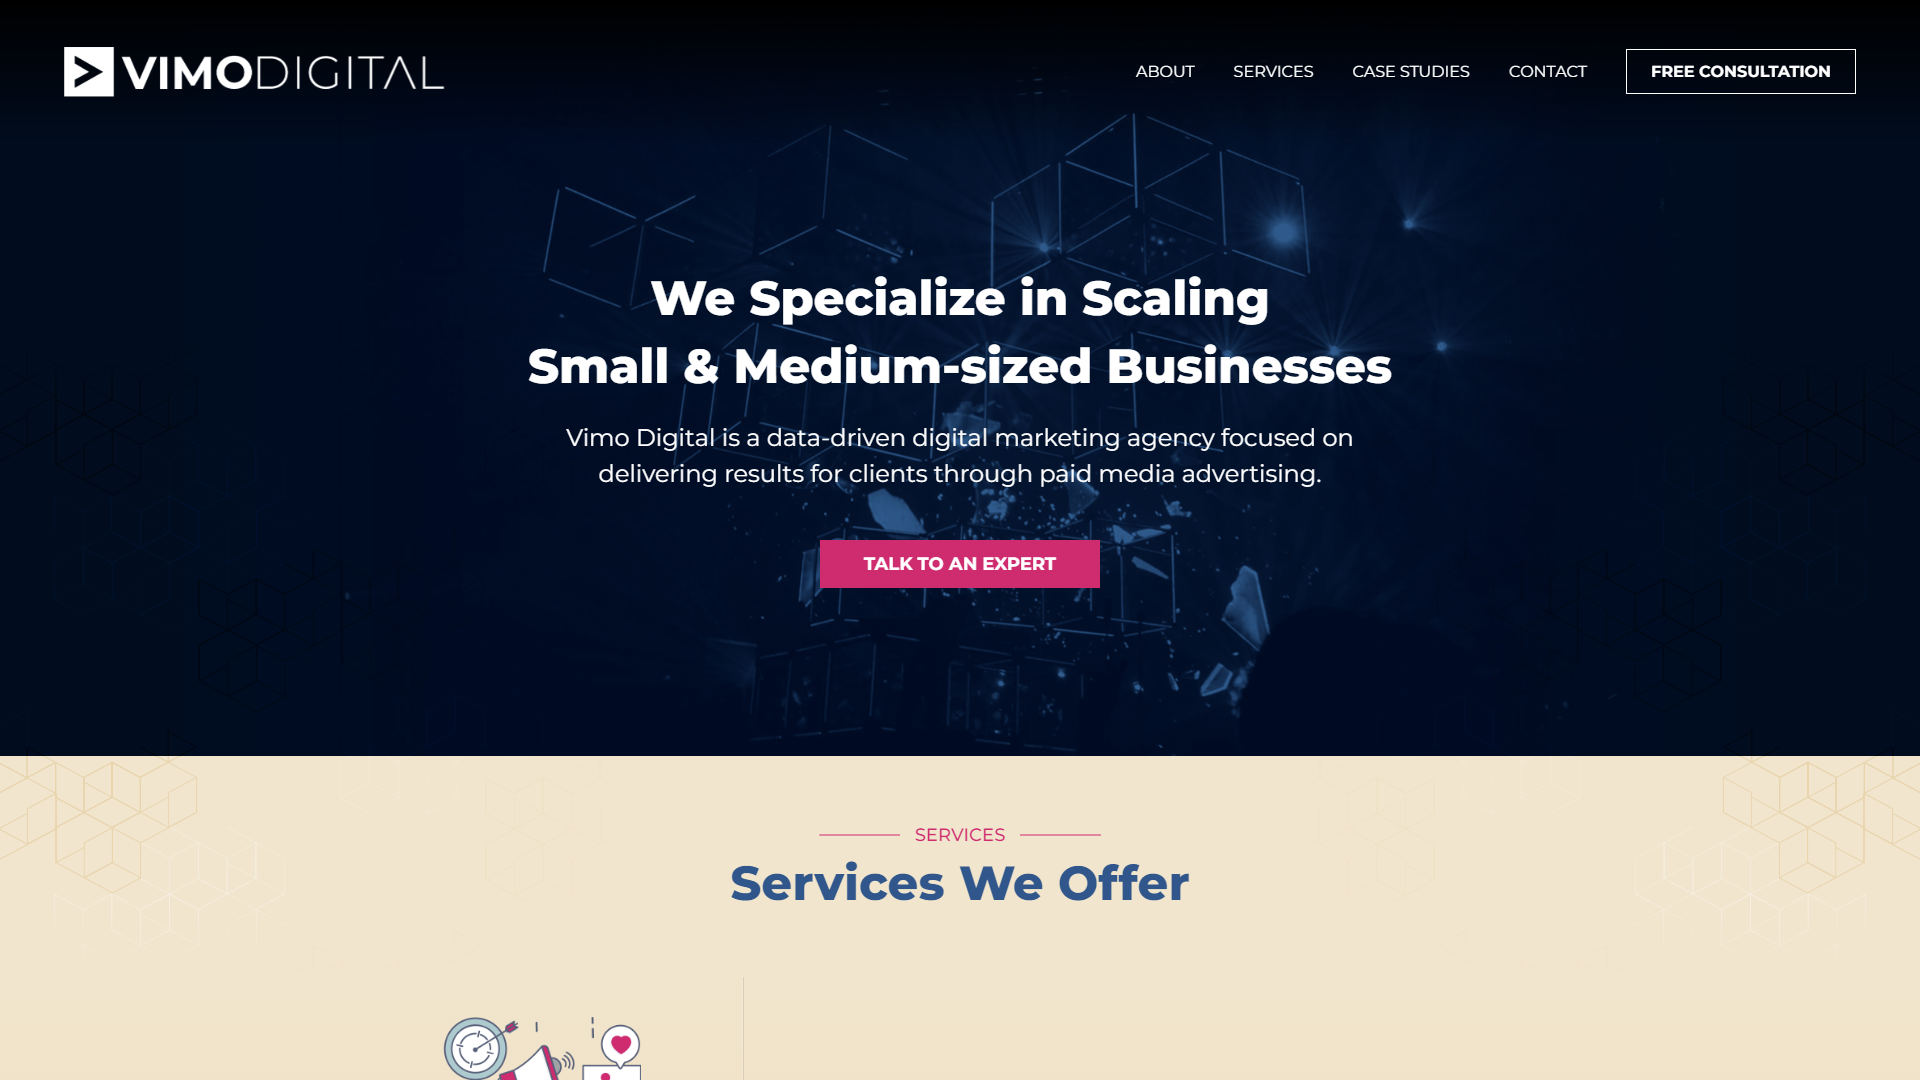 VIMODIGITAL
ABOUT SERVICES CASE STUDIES CONTACT FREE CONSULTATION
We Specialize in Scaling
Small & Medium-sized Businesses
Vimo Digital is a data-driven digital marketing agency focused on
delivering results for clients through paid media advertising.
TALK TO AN EXPERT
SERVICES
Services We Offer